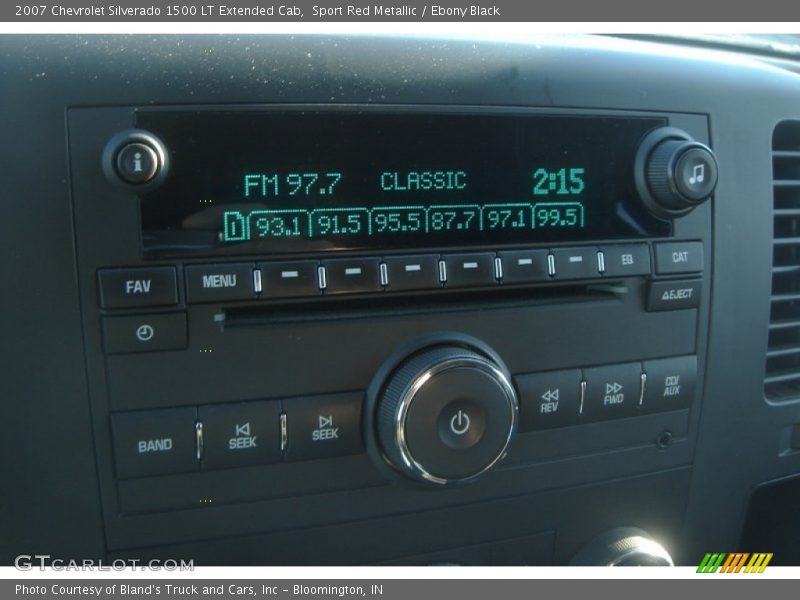 2007 Chevrolet Silverado 1500 LT Extended Cab, Sport Red Metallic / Ebony Black
FM 97.7 CLASSIC 2:15
1 93.1 91.5 95.5 87.7 97.1 99.5
FAV MENU EQ CAT
EJECT
BAND SEEK SEEK REV FWD CD/AUX
GTCARLOT.COM
Photo Courtesy of Bland's Truck and Cars, Inc - Bloomington, IN